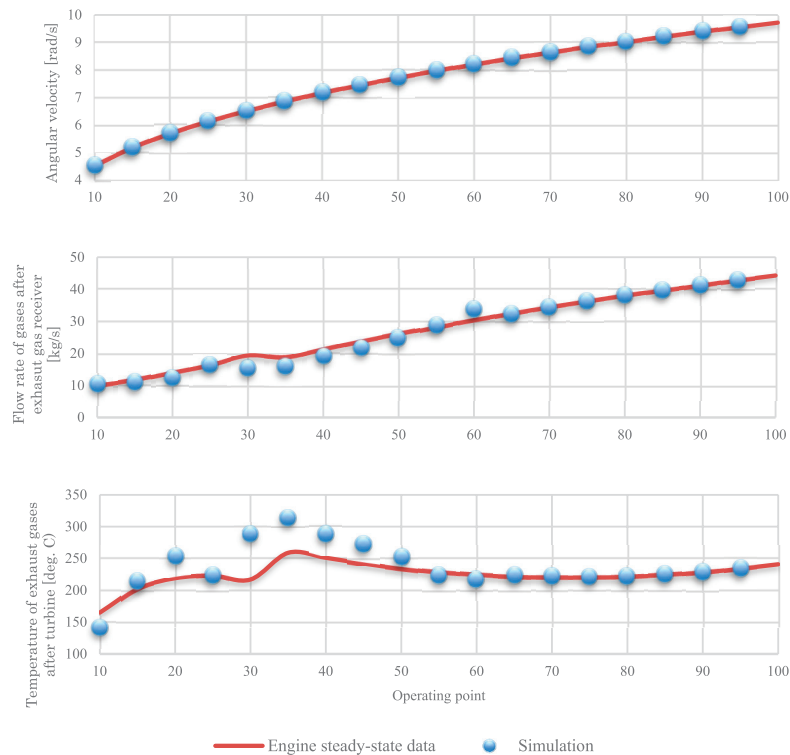 Angular velocity [rad/s]
10
9
8
7
6
5
4
10 20 30 40 50 60 70 80 90 100
Flow rate of gases after
exhasut gas receiver
[kg/s]
50
40
30
20
10
0
10 20 30 40 50 60 70 80 90 100
Temperature of exhaust gases
after turbine [deg, C)
350
300
250
200
150
100
10 20 30 40 50 60 70 80 90 100
Operating point
Engine steady-state data Simulation